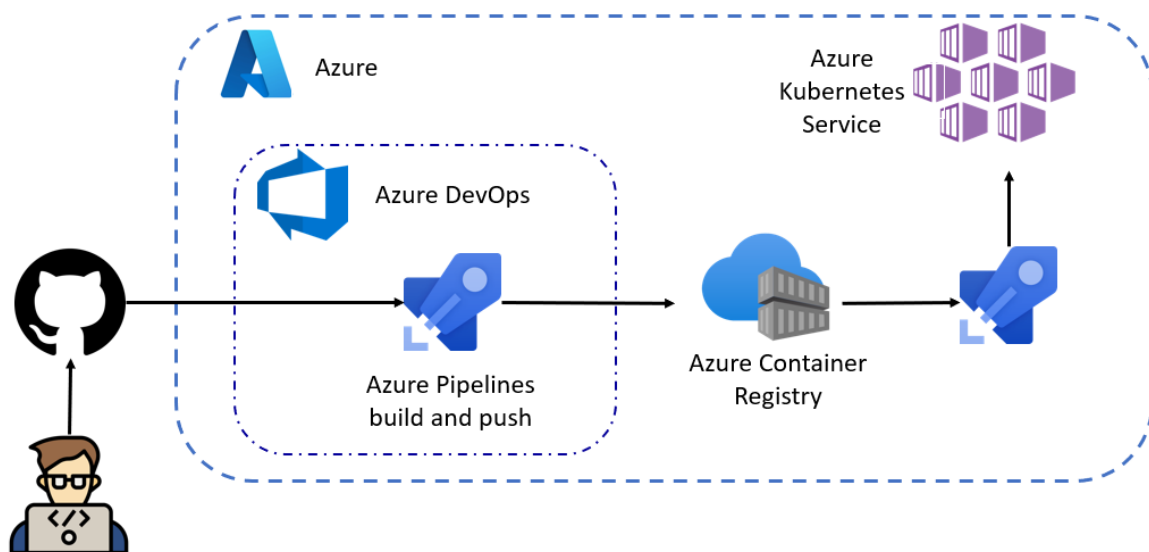 Azure
Azure
Kubernetes
Service
Azure DevOps
Azure Pipelines
build and push
Azure Container
Registry
</>